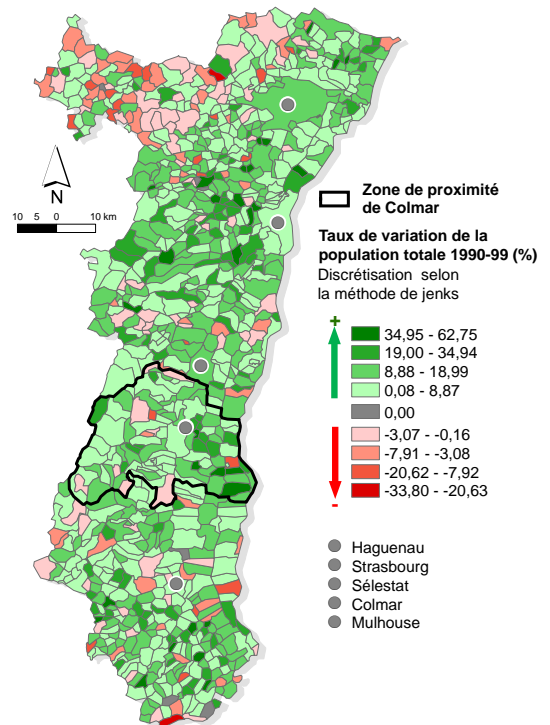 N
10 5 0 10 km
Zone de proximité
de Colmar
Taux de variation de la
population totale 1990-99 (%)
Discrétisation selon
la méthode de jenks
+
34,95 - 62,75
19,00 - 34,94
8,88 - 18,99
0,08 - 8,87
0,00
-3,07 - -0,16
-7,91 - -3,08
-20,62 - -7,92
-33,80 - -20,63
-
Haguenau
Strasbourg
Sélestat
Colmar
Mulhouse